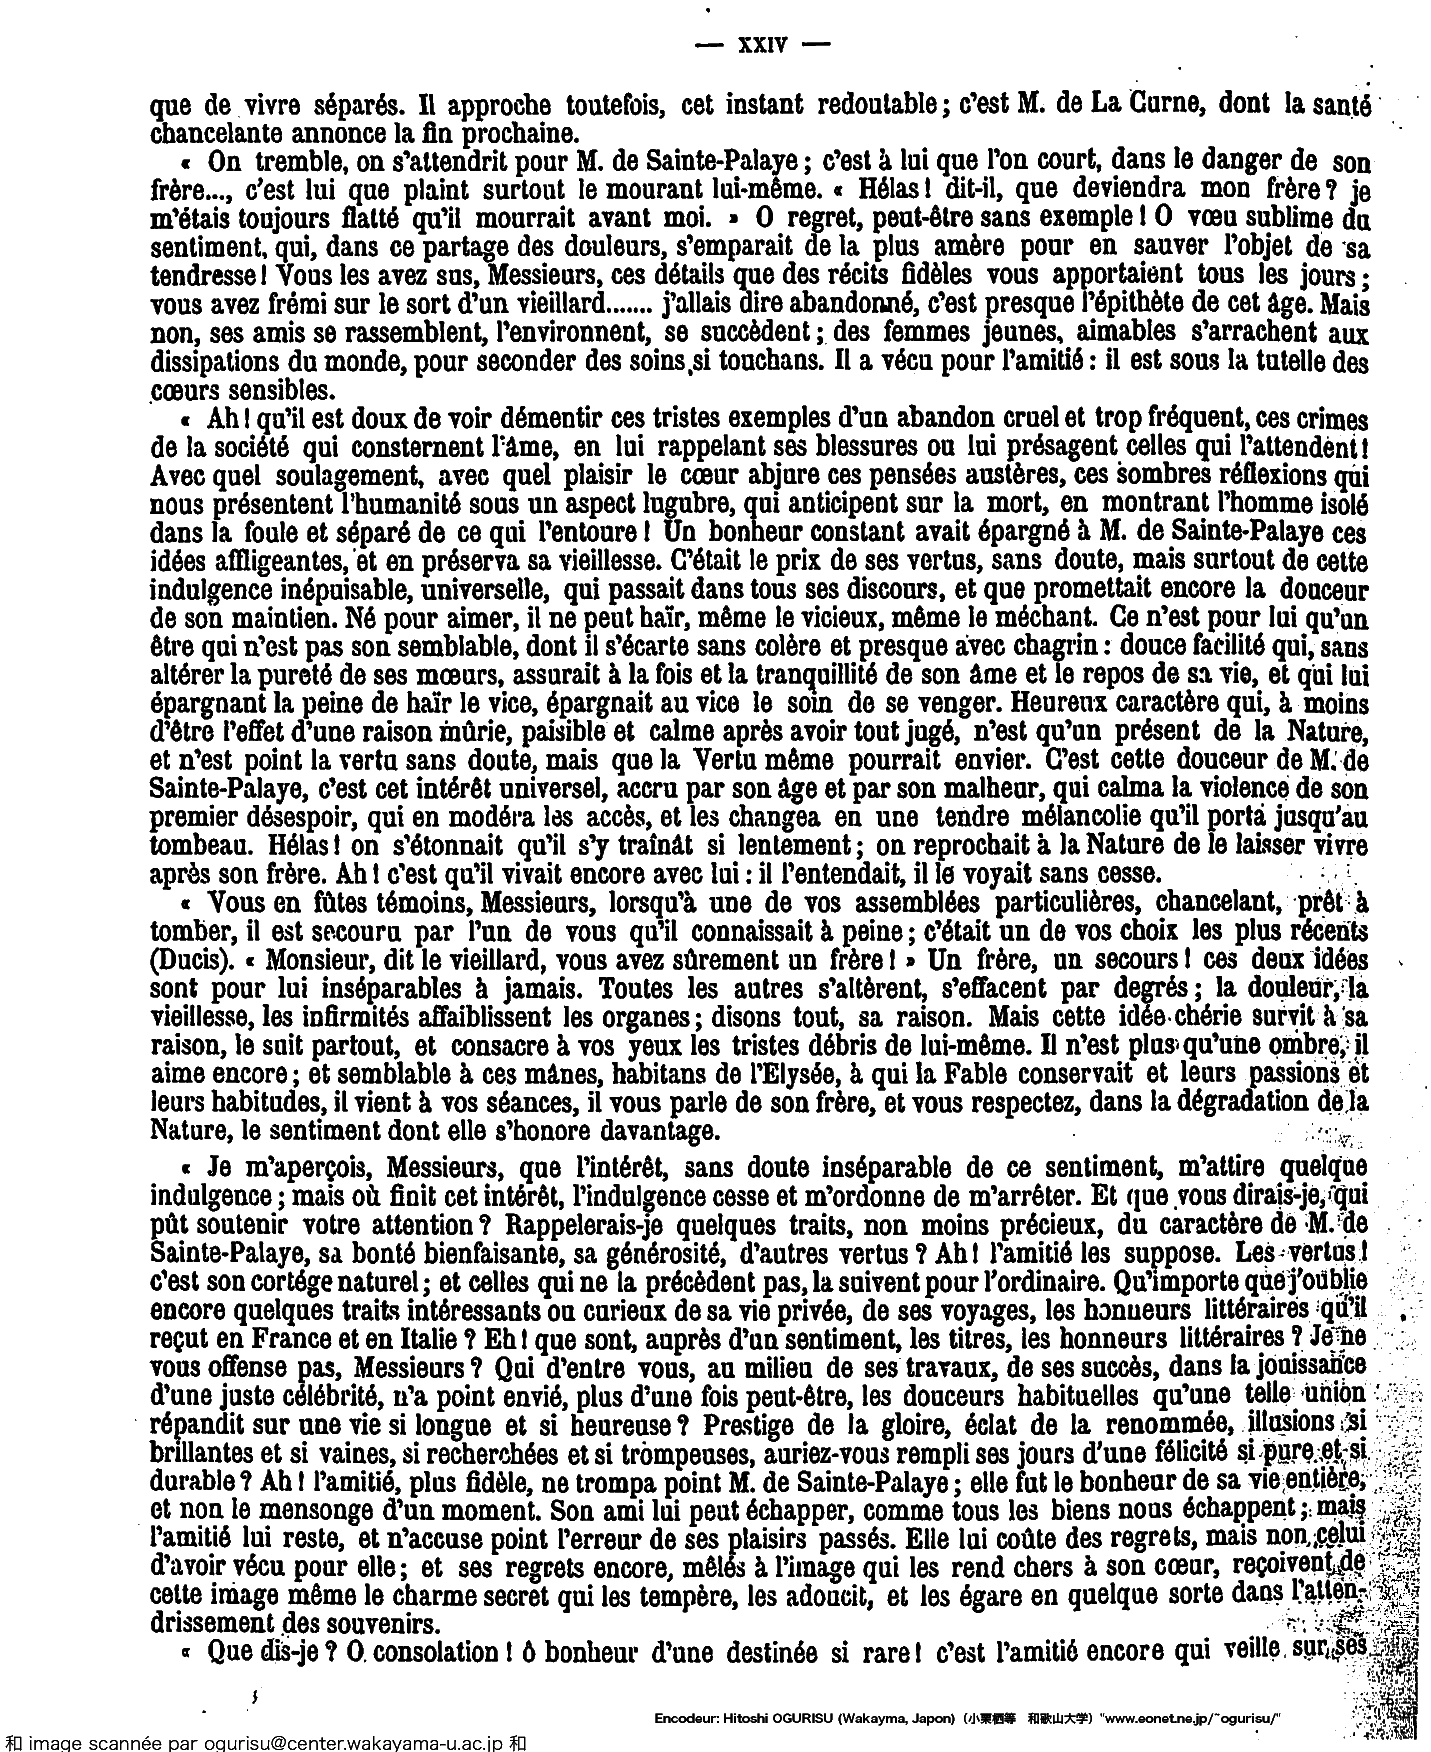 — XXIV —
que de vivre séparés. Il approche toutefois, cet instant redoutable ; c'est M. de La Curne, dont la santé
chancelante annonce la fin prochaine.
« On tremble, on s'attendrit pour M. de Sainte-Palaye ; c'est à lui que l'on court, dans le danger de son
frère..., c'est lui que plaint surtout le mourant lui-même. « Hélas ! dit-il, que deviendra mon frère ? je
m'étais toujours flatté qu'il mourrait avant moi. » O regret, peut-être sans exemple ! O vœu sublime du
sentiment, qui, dans ce partage des douleurs, s'emparait de la plus amère pour en sauver l'objet de sa
tendresse ! Vous les avez sus, Messieurs, ces détails que des récits fidèles vous apportaient tous les jours ;
vous avez frémi sur le sort d'un vieillard....... j'allais dire abandonné, c'est presque l'épithète de cet âge. Mais
non, ses amis se rassemblent, l'environnent, se succèdent ; des femmes jeunes, aimables s'arrachent aux
dissipations du monde, pour seconder des soins si touchans. Il a vécu pour l'amitié : il est sous la tutelle des
cœurs sensibles.
« Ah ! qu'il est doux de voir démentir ces tristes exemples d'un abandon cruel et trop fréquent, ces crimes
de la société qui consternent l'âme, en lui rappelant ses blessures ou lui présagent celles qui l'attendent !
Avec quel soulagement, avec quel plaisir le cœur abjure ces pensées austères, ces sombres réflexions qui
nous présentent l'humanité sous un aspect lugubre, qui anticipent sur la mort, en montrant l'homme isolé
dans la foule et séparé de ce qui l'entoure ! Un bonheur constant avait épargné à M. de Sainte-Palaye ces
idées affligeantes, et en préserva sa vieillesse. C'était le prix de ses vertus, sans doute, mais surtout de cette
indulgence inépuisable, universelle, qui passait dans tous ses discours, et que promettait encore la douceur
de son maintien. Né pour aimer, il ne peut haïr, même le vicieux, même le méchant. Ce n'est pour lui qu'un
être qui n'est pas son semblable, dont il s'écarte sans colère et presque avec chagrin : douce facilité qui, sans
altérer la pureté de ses mœurs, assurait à la fois et la tranquillité de son âme et le repos de sa vie, et qui lui
épargnant la peine de haïr le vice, épargnait au vice le soin de se venger. Heureux caractère qui, à moins
d'être l'effet d'une raison mûrie, paisible et calme après avoir tout jugé, n'est qu'un présent de la Nature,
et n'est point la vertu sans doute, mais que la Vertu même pourrait envier. C'est cette douceur de M. de
Sainte-Palaye, c'est cet intérêt universel, accru par son âge et par son malheur, qui calma la violence de son
premier désespoir, qui en modéra les accès, et les changea en une tendre mélancolie qu'il porta jusqu'au
tombeau. Hélas ! on s'étonnait qu'il s'y traînât si lentement ; on reprochait à la Nature de le laisser vivre
après son frère. Ah ! c'est qu'il vivait encore avec lui : il l'entendait, il le voyait sans cesse.
« Vous en fûtes témoins, Messieurs, lorsqu'à une de vos assemblées particulières, chancelant, prêt à
tomber, il est secouru par l'un de vous qu'il connaissait à peine ; c'était un de vos choix les plus récents
(Ducis). « Monsieur, dit le vieillard, vous avez sûrement un frère ! » Un frère, un secours ! ces deux idées
sont pour lui inséparables à jamais. Toutes les autres s'altèrent, s'effacent par degrés ; la douleur, la
vieillesse, les infirmités affaiblissent les organes ; disons tout, sa raison. Mais cette idée chérie survit à sa
raison, le suit partout, et consacre à vos yeux les tristes débris de lui-même. Il n'est plus qu'une ombre, il
aime encore ; et semblable à ces mânes, habitans de l'Elysée, à qui la Fable conservait et leurs passions et
leurs habitudes, il vient à vos séances, il vous parle de son frère, et vous respectez, dans la dégradation de la
Nature, le sentiment dont elle s'honore davantage.
« Je m'aperçois, Messieurs, que l'intérêt, sans doute inséparable de ce sentiment, m'attire quelque
indulgence ; mais où finit cet intérêt, l'indulgence cesse et m'ordonne de m'arrêter. Et que vous dirais-je, qui
pût soutenir votre attention ? Rappelerais-je quelques traits, non moins précieux, du caractère de M. de
Sainte-Palaye, sa bonté bienfaisante, sa générosité, d'autres vertus ? Ah ! l'amitié les suppose. Les vertus !
c'est son cortége naturel ; et celles qui ne la précèdent pas, la suivent pour l'ordinaire. Qu'importe que j'oublie
encore quelques traits intéressants ou curieux de sa vie privée, de ses voyages, les honneurs littéraires qu'il
reçut en France et en Italie ? Eh ! que sont, auprès d'un sentiment, les titres, les honneurs littéraires ? Je ne
vous offense pas, Messieurs ? Qui d'entre vous, au milieu de ses travaux, de ses succès, dans la jouissance
d'une juste célébrité, n'a point envié, plus d'une fois peut-être, les douceurs habituelles qu'une telle union
répandit sur une vie si longue et si heureuse ? Prestige de la gloire, éclat de la renommée, illusions si
brillantes et si vaines, si recherchées et si trompeuses, auriez-vous rempli ses jours d'une félicité si pure et si
durable ? Ah ! l'amitié, plus fidèle, ne trompa point M. de Sainte-Palaye ; elle fut le bonheur de sa vie entière,
et non le mensonge d'un moment. Son ami lui peut échapper, comme tous les biens nous échappent ; mais
l'amitié lui reste, et n'accuse point l'erreur de ses plaisirs passés. Elle lui coûte des regrets, mais non celui
d'avoir vécu pour elle ; et ses regrets encore, mêlés à l'image qui les rend chers à son cœur, reçoivent de
cette image même le charme secret qui les tempère, les adoucit, et les égare en quelque sorte dans l'atten-
drissement des souvenirs.
« Que dis-je ? O consolation ! ô bonheur d'une destinée si rare ! c'est l'amitié encore qui veille sur ses
Encodeur: Hitoshi OGURISU (Wakayma, Japon) (小栗栖等 和歌山大学) "www.eonet.ne.jp/~ogurisu/"
和 image scannée par ogurisu@center.wakayama-u.ac.jp 和